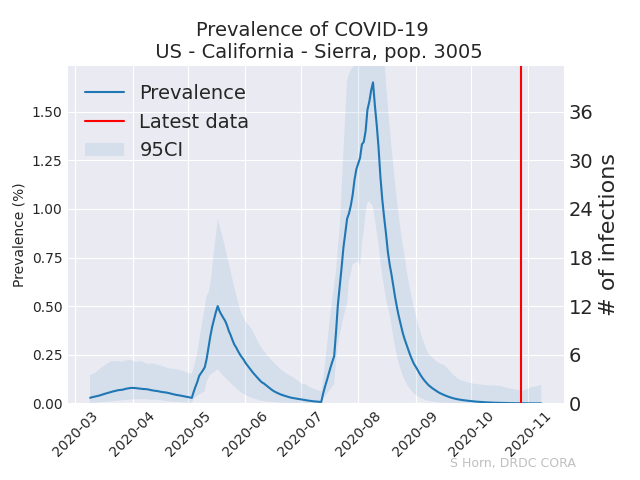 Prevalence of COVID-19
US - California - Sierra, pop. 3005
Prevalence
Latest data
95CI
Prevalence (%)
1.50
1.25
1.00
0.75
0.50
0.25
0.00
36
30
24
18
12
6
0
# of infections
2020-03
2020-04
2020-05
2020-06
2020-07
2020-08
2020-09
2020-10
2020-11
S Horn, DRDC CORA